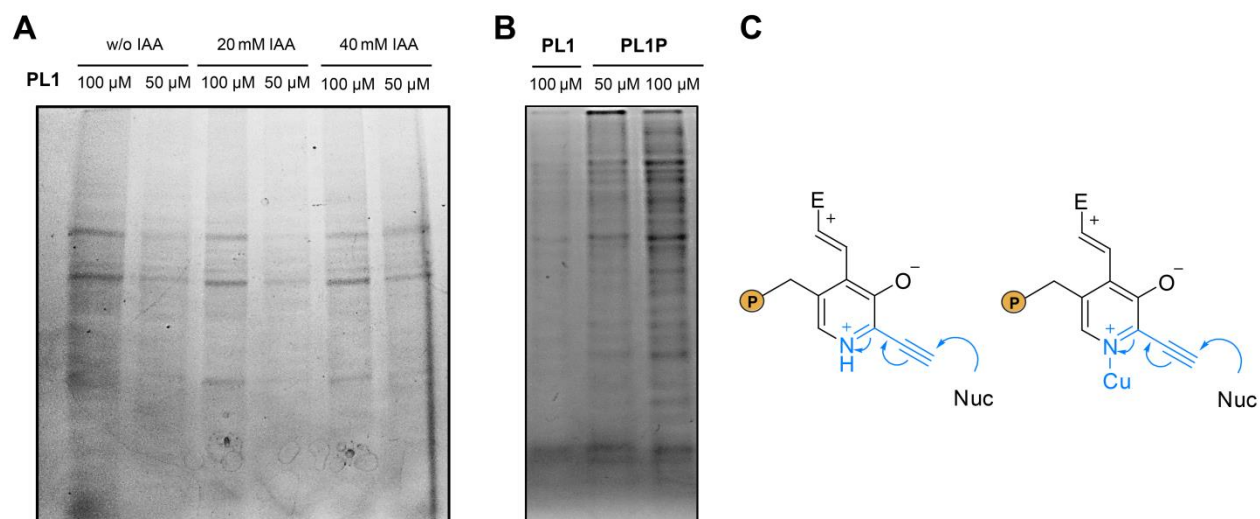 A
w/o IAA 20 mM IAA 40 mM IAA
PL1 100 µM 50 µM 100 µM 50 µM 100 µM 50 µM
B
PL1 PL1P
100 µM 50 µM 100 µM
C
E
+
P
O−
+
N
H
Nuc
E
+
P
O−
+
N
Cu
Nuc